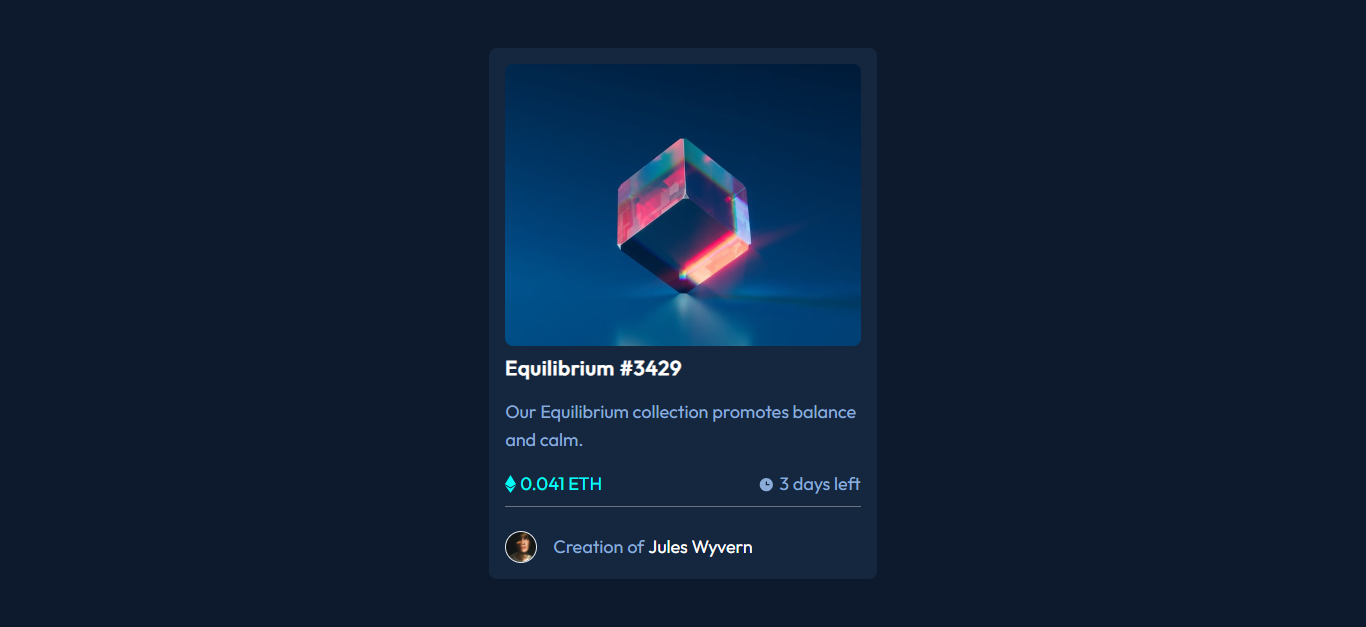 Equilibrium #3429
Our Equilibrium collection promotes balance
and calm.
0.041 ETH
3 days left
Creation of Jules Wyvern